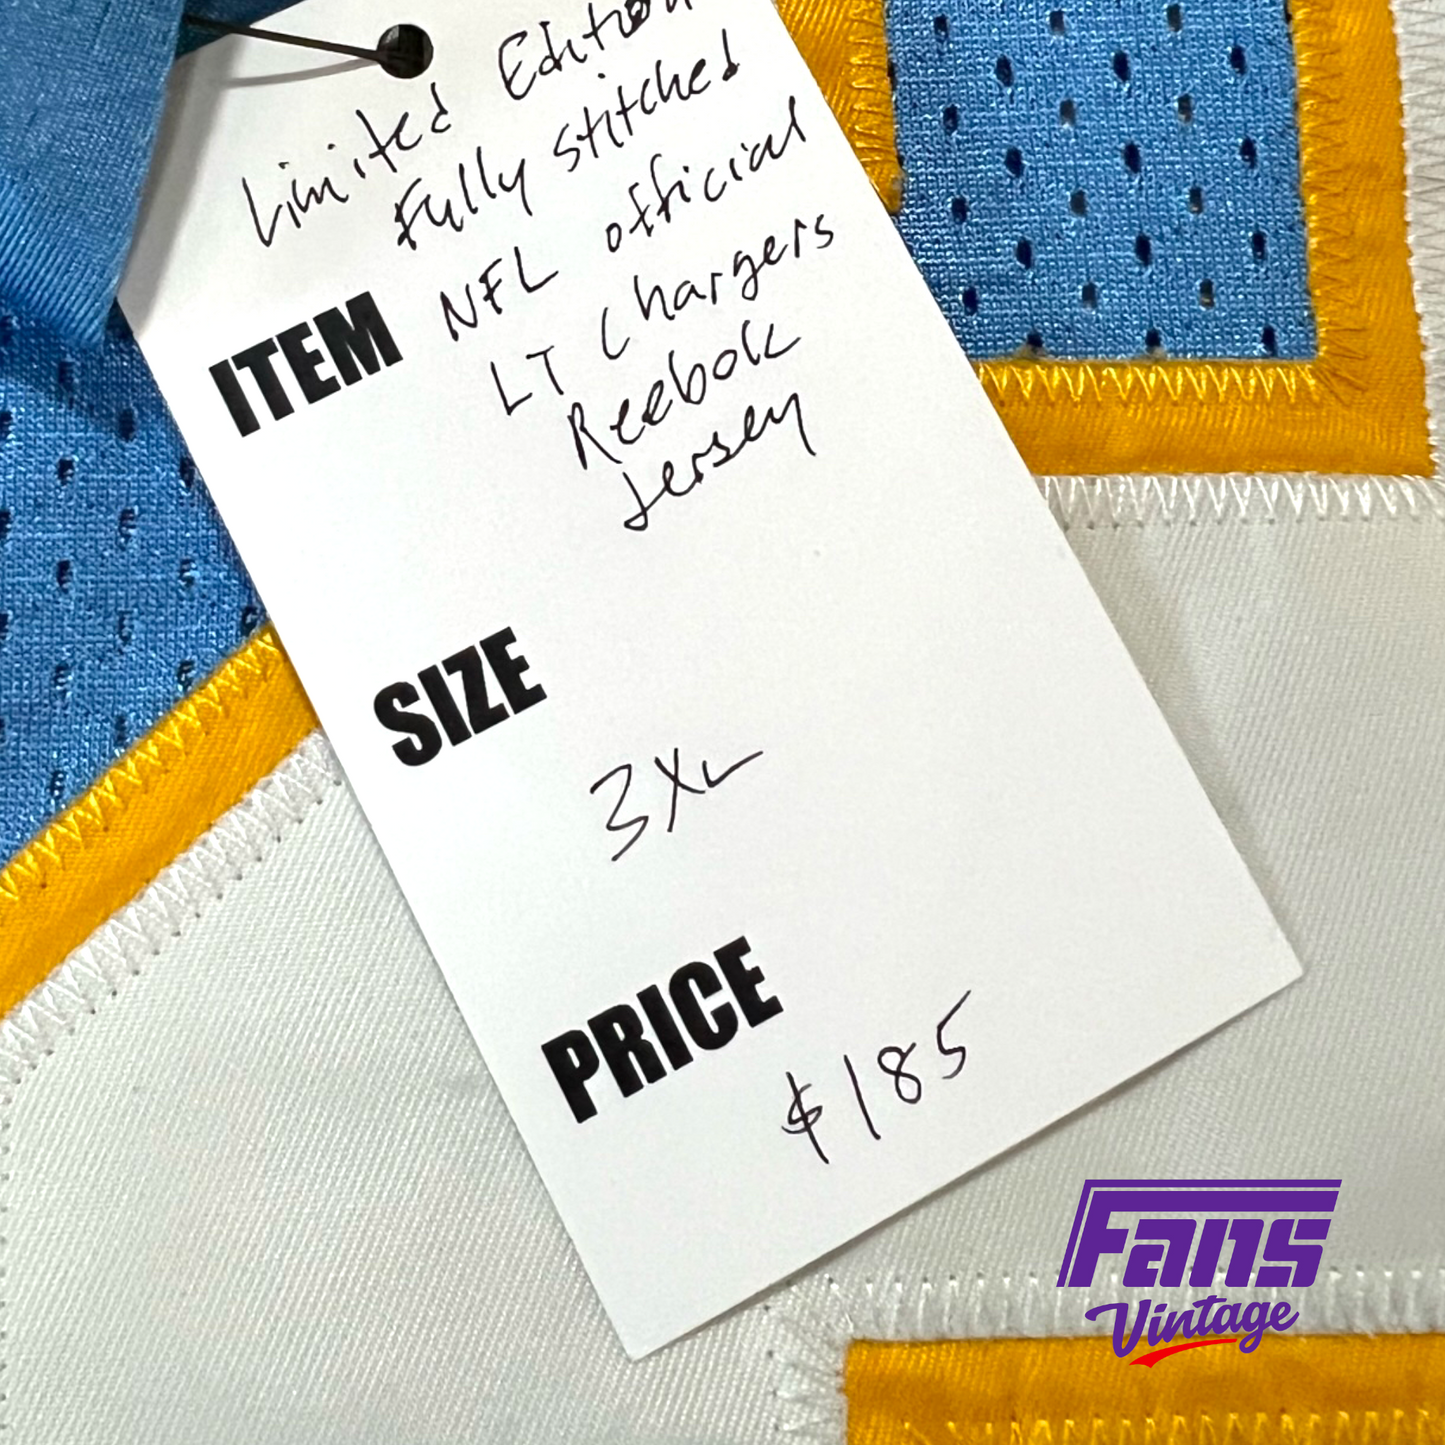 Limited Edition
Fully stitched
ITEM NFL official
LT Chargers
Reebok
Jersey
SIZE
3XL
PRICE
$185
Fans
Vintage